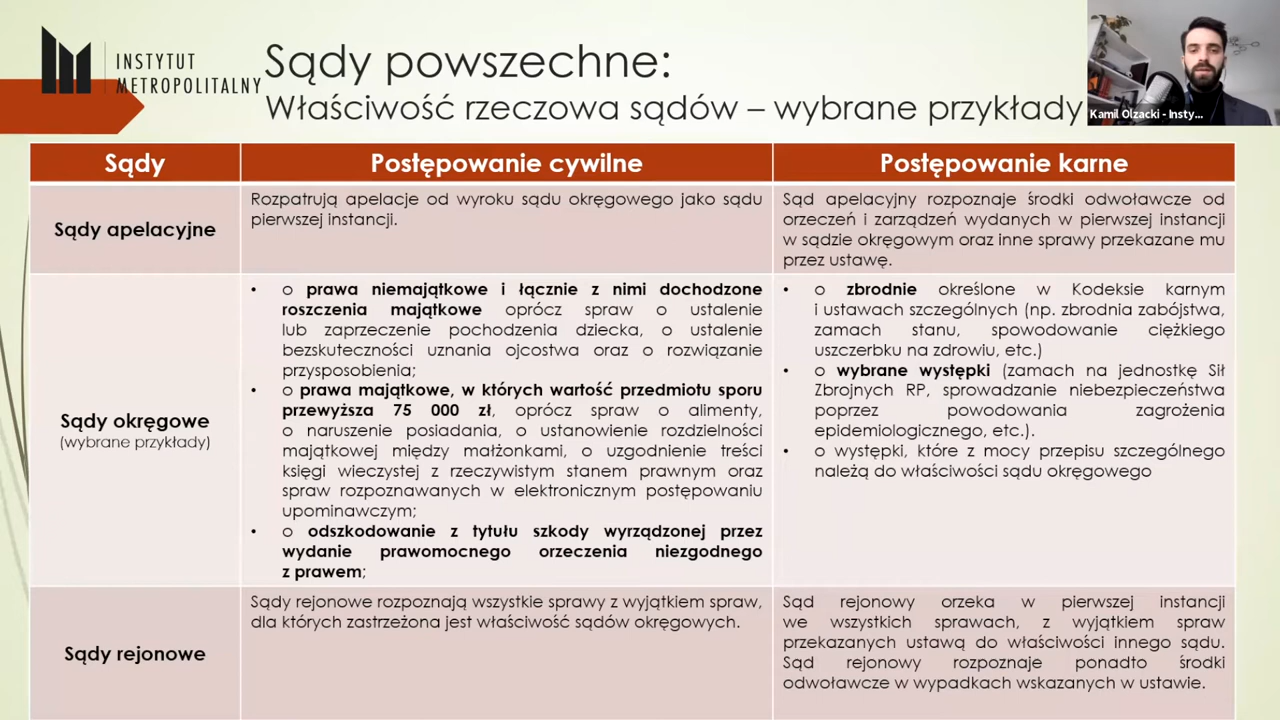 INSTYTUT
METROPOLITALNY
Sądy powszechne:
Właściwość rzeczowa sądów – wybrane przykłady
Kamil Olzacki - Insty...
Sądy
Postępowanie cywilne
Postępowanie karne
Sądy apelacyjne
Rozpatrują apelacje od wyroku sądu okręgowego jako sądu
pierwszej instancji.
Sąd apelacyjny rozpoznaje środki odwoławcze od
orzeczeń i zarządzeń wydanych w pierwszej instancji
w sądzie okręgowym oraz inne sprawy przekazane mu
przez ustawę.
Sądy okręgowe
(wybrane przykłady)
• o prawa niemajątkowe i łącznie z nimi dochodzone
roszczenia majątkowe oprócz spraw o ustalenie
lub zaprzeczenie pochodzenia dziecka, o ustalenie
bezskuteczności uznania ojcostwa oraz o rozwiązanie
przysposobienia;
• o prawa majątkowe, w których wartość przedmiotu sporu
przewyższa 75 000 zł, oprócz spraw o alimenty,
o naruszenie posiadania, o ustanowienie rozdzielności
majątkowej między małżonkami, o uzgodnienie treści
księgi wieczystej z rzeczywistym stanem prawnym oraz
spraw rozpoznawanych w elektronicznym postępowaniu
upominawczym;
• o odszkodowanie z tytułu szkody wyrządzonej przez
wydanie prawomocnego orzeczenia niezgodnego
z prawem;
• o zbrodnie określone w Kodeksie karnym
i ustawach szczególnych (np. zbrodnia zabójstwa,
zamach stanu, spowodowanie ciężkiego
uszczerbku na zdrowiu, etc.)
• o wybrane występki (zamach na jednostkę Sił
Zbrojnych RP, sprowadzanie niebezpieczeństwa
poprzez powodowania zagrożenia
epidemiologicznego, etc.).
• o występki, które z mocy przepisu szczególnego
należą do właściwości sądu okręgowego
Sądy rejonowe
Sądy rejonowe rozpoznają wszystkie sprawy z wyjątkiem spraw,
dla których zastrzeżona jest właściwość sądów okręgowych.
Sąd rejonowy orzeka w pierwszej instancji
we wszystkich sprawach, z wyjątkiem spraw
przekazanych ustawą do właściwości innego sądu.
Sąd rejonowy rozpoznaje ponadto środki
odwoławcze w wypadkach wskazanych w ustawie.